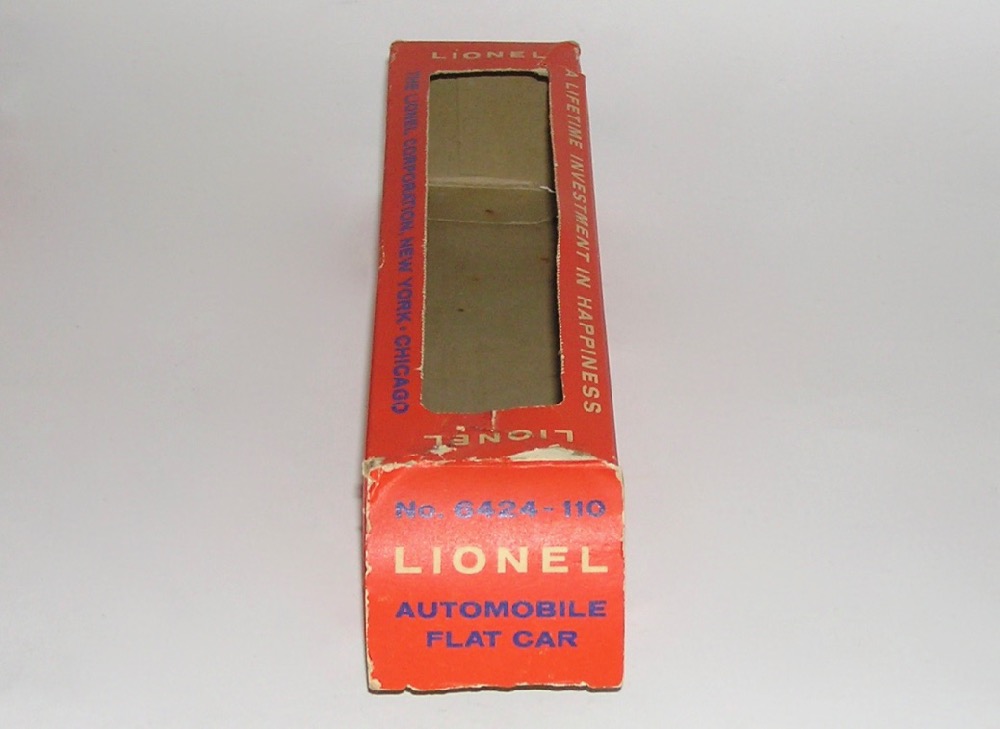 LIONEL
THE LIONEL CORPORATION, NEW YORK • CHICAGO
A LIFETIME INVESTMENT IN HAPPINESS
LIONEL
No. 6424-110
LIONEL
AUTOMOBILE
FLAT CAR